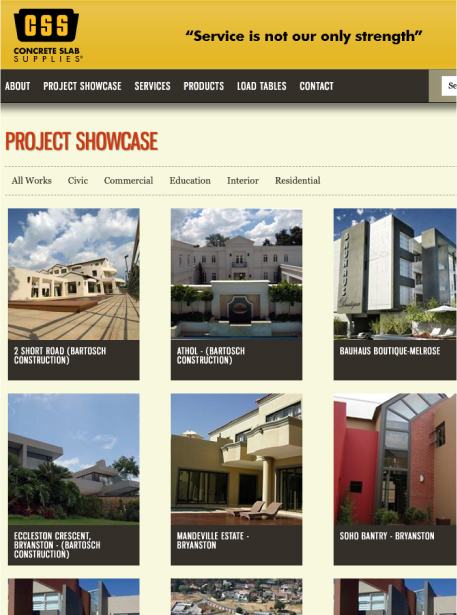 CSS
CONCRETE SLAB
SUPPLIES
"Service is not our only strength"
ABOUT PROJECT SHOWCASE SERVICES PRODUCTS LOAD TABLES CONTACT Se
PROJECT SHOWCASE
All Works Civic Commercial Education Interior Residential
BAUHAUS
2 SHORT ROAD (BARTOSCH
CONSTRUCTION)
ATHOL - (BARTOSCH
CONSTRUCTION)
BAUHAUS BOUTIQUE-MELROSE
ECCLESTON CRESCENT,
BRYANSTON - (BARTOSCH
CONSTRUCTION)
MANDEVILLE ESTATE -
BRYANSTON
SOHO BANTRY - BRYANSTON